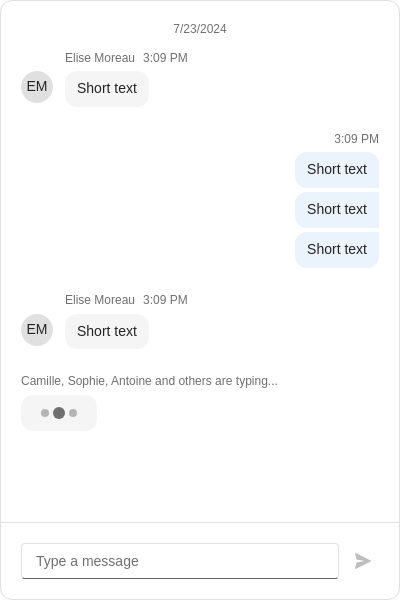 7/23/2024
Elise Moreau 3:09 PM
EM
Short text
3:09 PM
Short text
Short text
Short text
Elise Moreau 3:09 PM
EM
Short text
Camille, Sophie, Antoine and others are typing...
Type a message